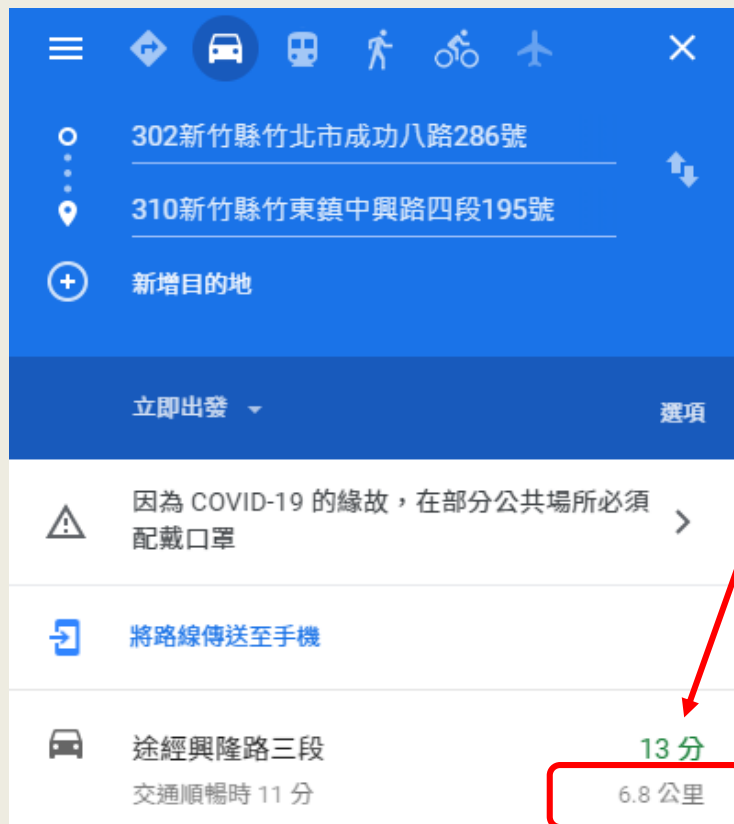 302新竹縣竹北市成功八路286號
310新竹縣竹東鎮中興路四段195號
新增目的地
立即出發
選項
因為 COVID-19 的緣故，在部分公共場所必須
配戴口罩
將路線傳送至手機
途經興隆路三段 13 分
交通順暢時 11 分 6.8 公里